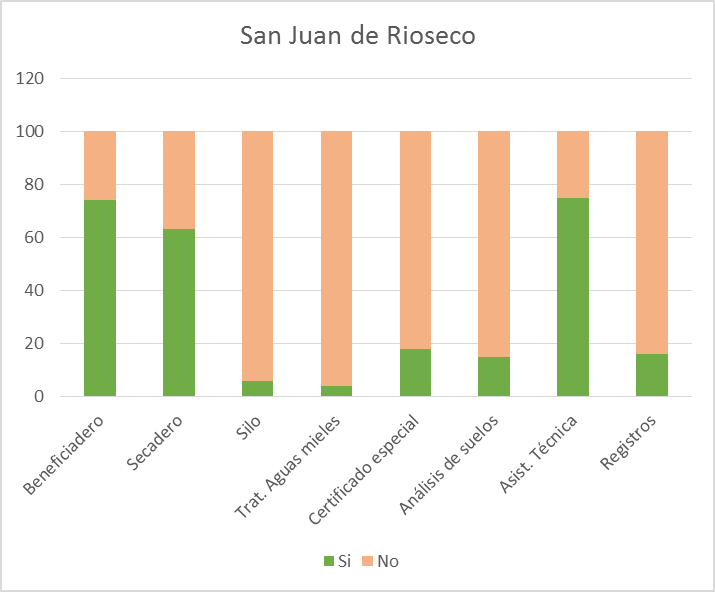 San Juan de Rioseco
120
100
80
60
40
20
0
Beneficiadero
Secadero
Silo
Trat. Aguas mieles
Certificado especial
Análisis de suelos
Asist. Técnica
Registros
Si No